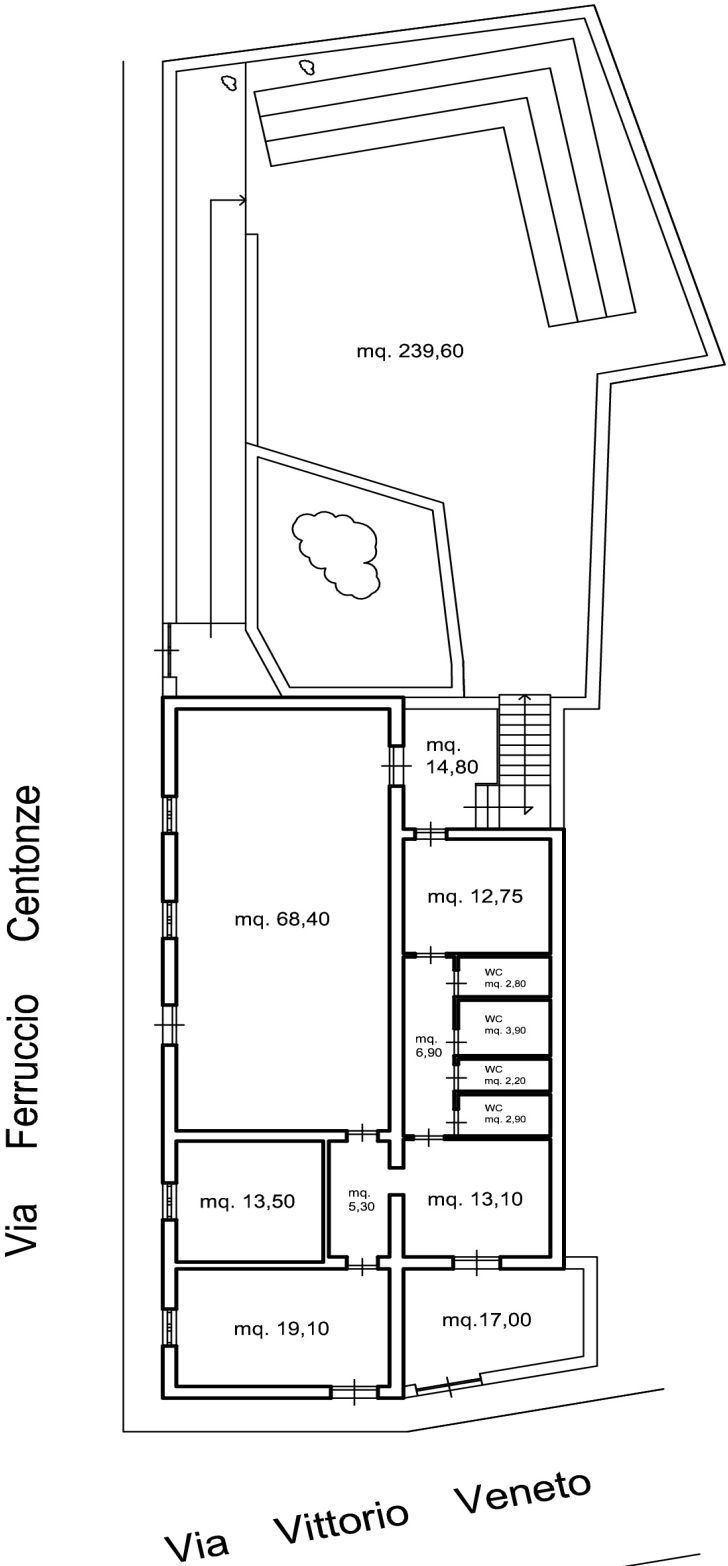 mq. 239,60
mq.
14,80
mq. 12,75
mq. 68,40
WC
mq. 2,80
WC
mq. 3,90
mq.
6,90
WC
mq. 2,20
WC
mq. 2,90
mq. 13,50
mq.
5,30
mq. 13,10
mq. 19,10
mq.17,00
Via Ferruccio Centonze
Via Vittorio Veneto